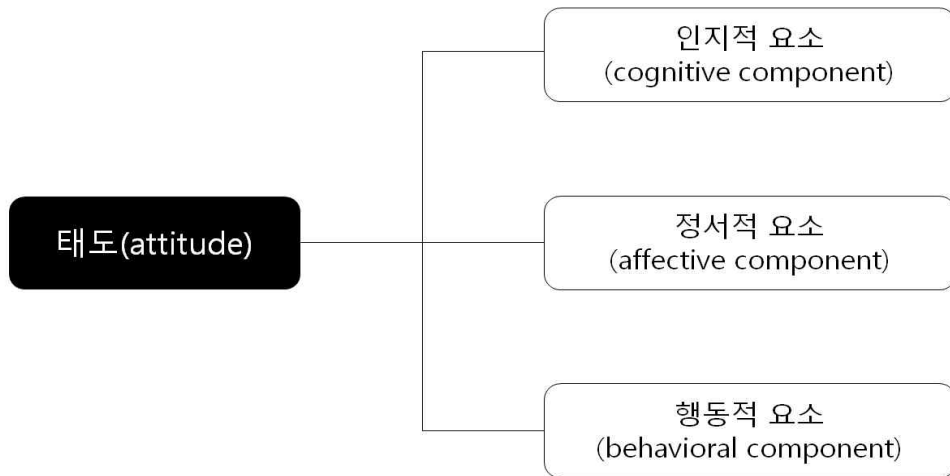 태도(attitude)
인지적 요소
(cognitive component)
정서적 요소
(affective component)
행동적 요소
(behavioral component)